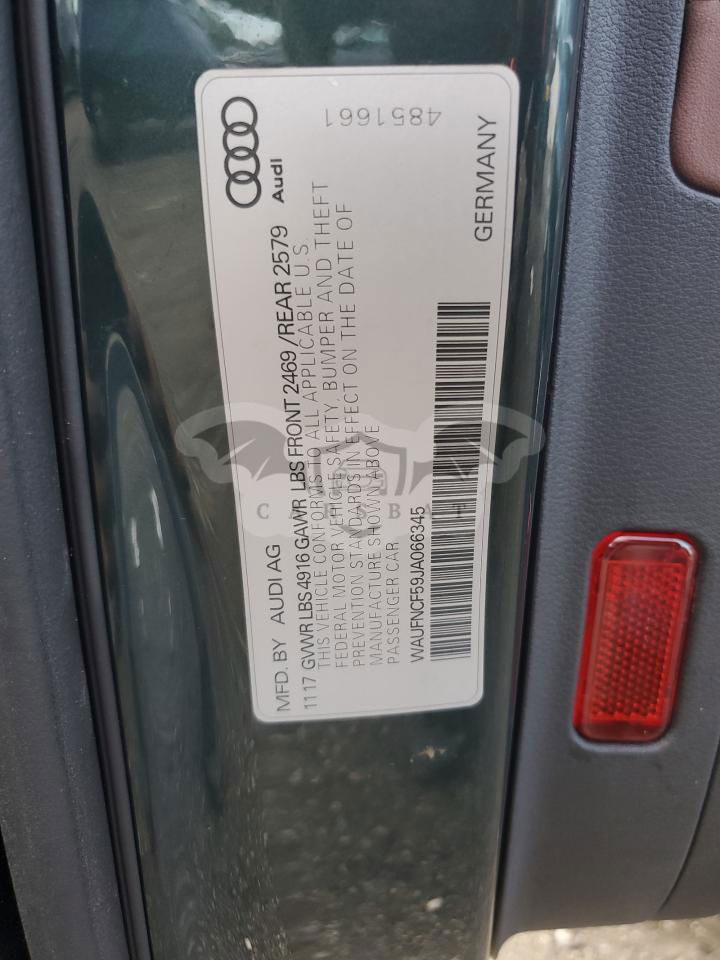 Audi
4851661
MFD. BY AUDI AG
1117 GVWR LBS 4916 GAWR LBS FRONT 2469 /REAR 2579
THIS VEHICLE CONFORMS TO ALL APPLICABLE U.S.
FEDERAL MOTOR VEHICLE SAFETY, BUMPER AND THEFT
PREVENTION STANDARDS IN EFFECT ON THE DATE OF
MANUFACTURE SHOWN ABOVE
PASSENGER CAR
WAUFNCF59JA066345
GERMANY